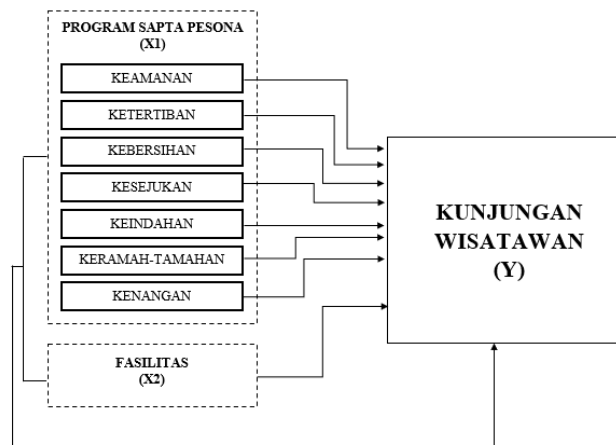 PROGRAM SAPTA PESONA
(X1)
KEAMANAN
KETERTIBAN
KEBERSIHAN
KESEJUKAN
KEINDAHAN
KERAMAH-TAMAHAN
KENANGAN
FASILITAS
(X2)
KUNJUNGAN
WISATAWAN
(Y)